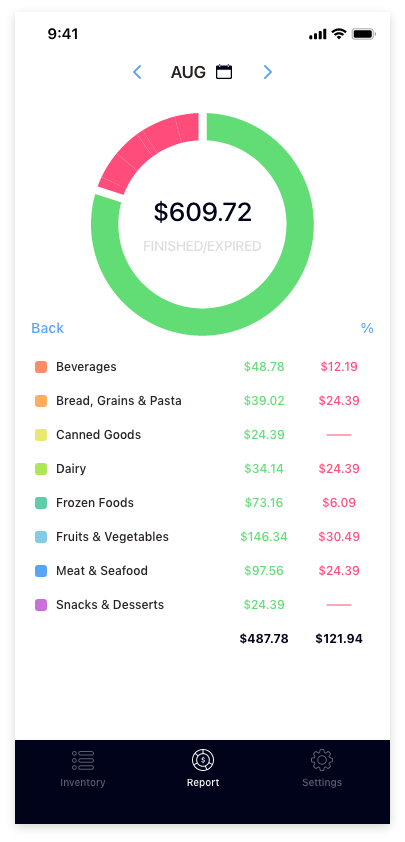 9:41
AUG
$609.72
FINISHED/EXPIRED
Back %
Beverages $48.78 $12.19
Bread, Grains & Pasta $39.02 $24.39
Canned Goods $24.39 —
Dairy $34.14 $24.39
Frozen Foods $73.16 $6.09
Fruits & Vegetables $146.34 $30.49
Meat & Seafood $97.56 $24.39
Snacks & Desserts $24.39 —
$487.78 $121.94
$
Inventory Report Settings